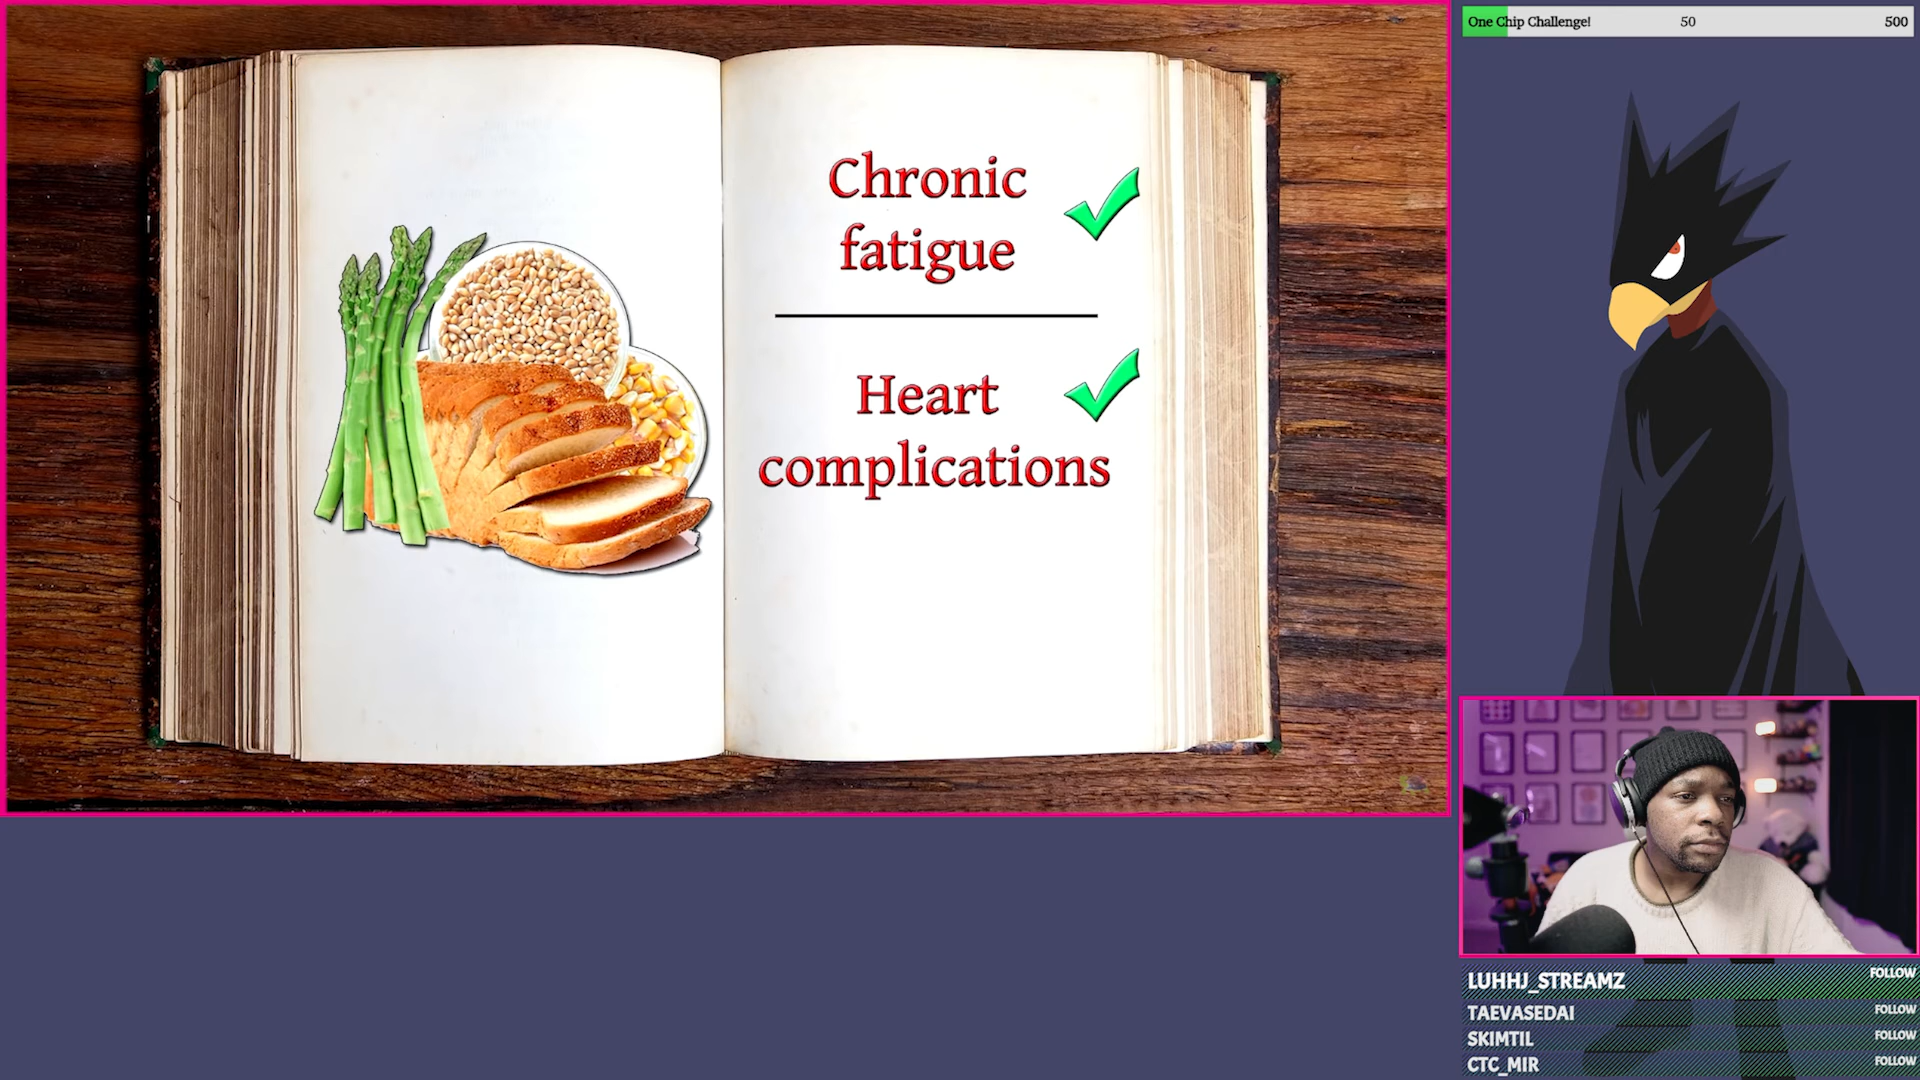 One Chip Challenge! 50 500
Chronic
fatigue
Heart
complications
LUHHJ_STREAMZ FOLLOW
TAEVASEDAI FOLLOW
SKIMTIL FOLLOW
CTC_MIR FOLLOW